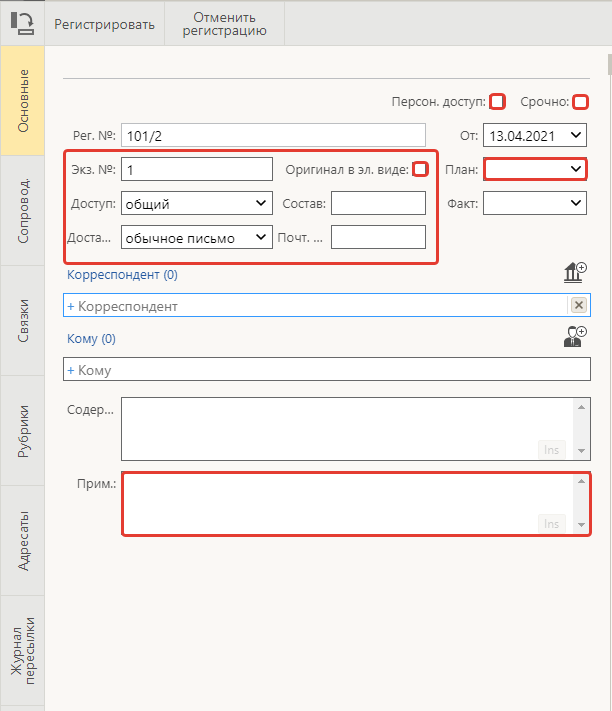 Регистрировать
Отменить
регистрацию
Основные
Сопровод.
Связки
Рубрики
Адресаты
Журнал
пересылки
Персон. доступ:
Срочно:
Рег. №: 101/2
От: 13.04.2021
Экз. №: 1
Оригинал в эл. виде:
План:
Доступ: общий
Состав:
Факт:
Доста... обычное письмо
Почт. ...
Корреспондент (0)
+ Корреспондент
Кому (0)
+ Кому
Содер...
Ins
Прим.:
Ins